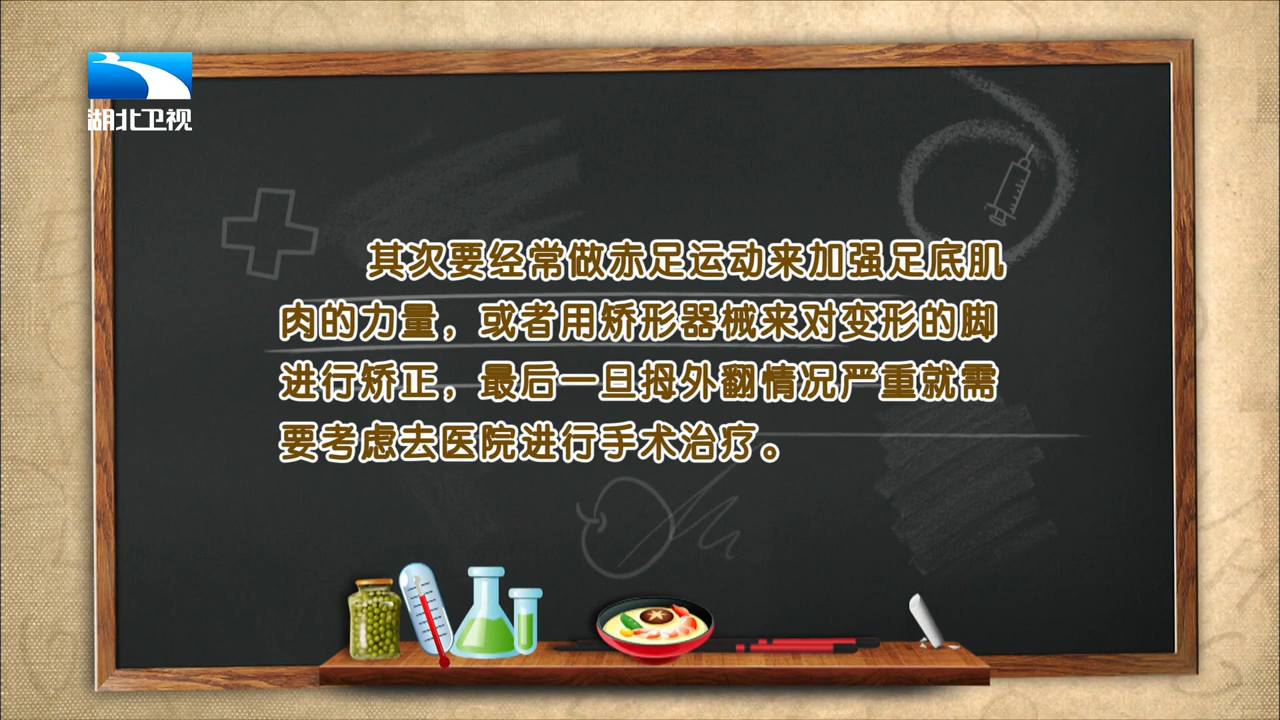 湖北卫视
其次要经常做赤足运动来加强足底肌
肉的力量，或者用矫形器械来对变形的脚
进行矫正，最后一旦拇外翻情况严重就需
要考虑去医院进行手术治疗。